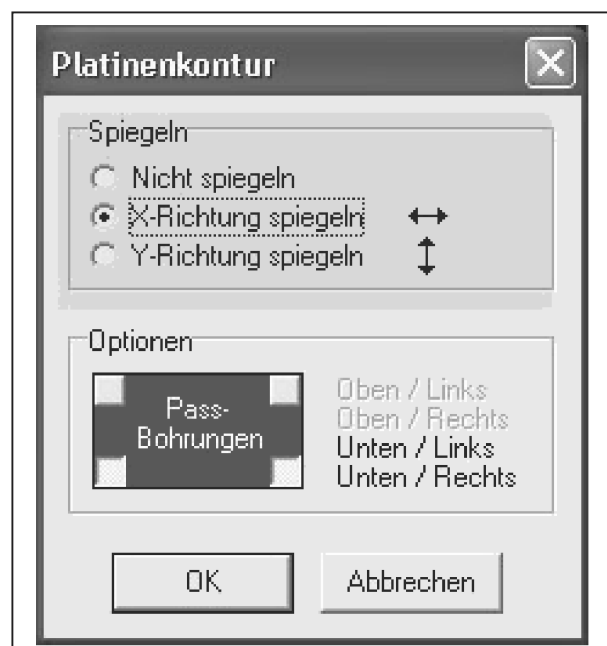 Platinenkontur
Spiegeln
Nicht spiegeln
X-Richtung spiegeln
Y-Richtung spiegeln
Optionen
Pass-
Bohrungen
Oben / Links
Oben / Rechts
Unten / Links
Unten / Rechts
OK
Abbrechen